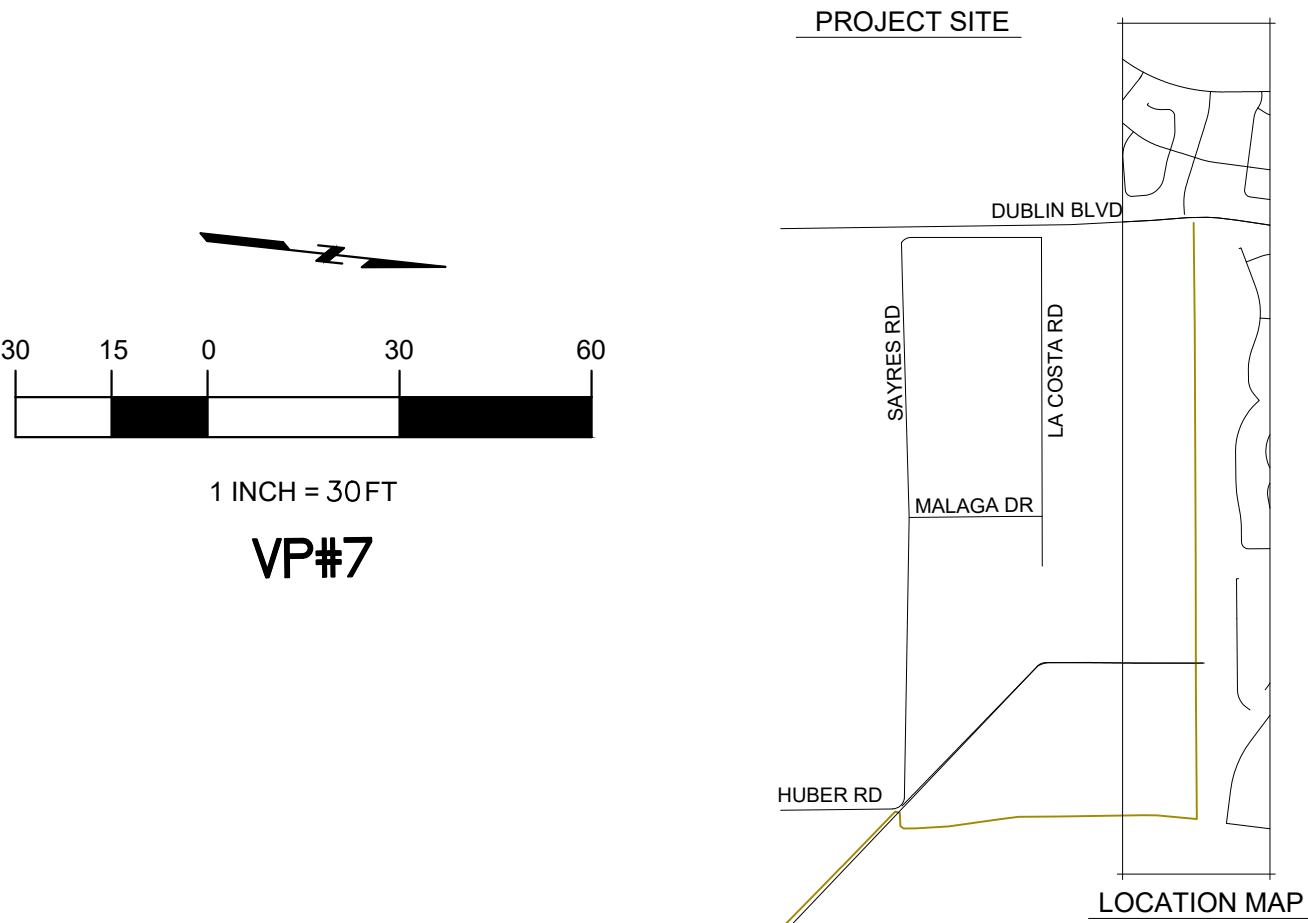 PROJECT SITE
DUBLIN BLVD
SAYRES RD
LA COSTA RD
30 15 0 30 60
1 INCH = 30 FT
VP#7
MALAGA DR
HUBER RD
LOCATION MAP
N